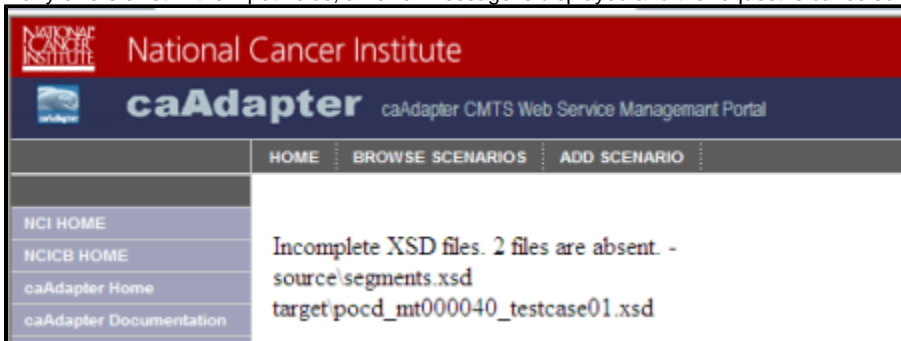 NATIONAL CANCER INSTITUTE
National Cancer Institute
caAdapter caAdapter CMTS Web Service Managemant Portal
HOME BROWSE SCENARIOS ADD SCENARIO
NCI HOME
NCICB HOME
caAdapter Home
caAdapter Documentation
Incomplete XSD files. 2 files are absent. -
source\segments.xsd
target\pocd_mt000040_testcase01.xsd